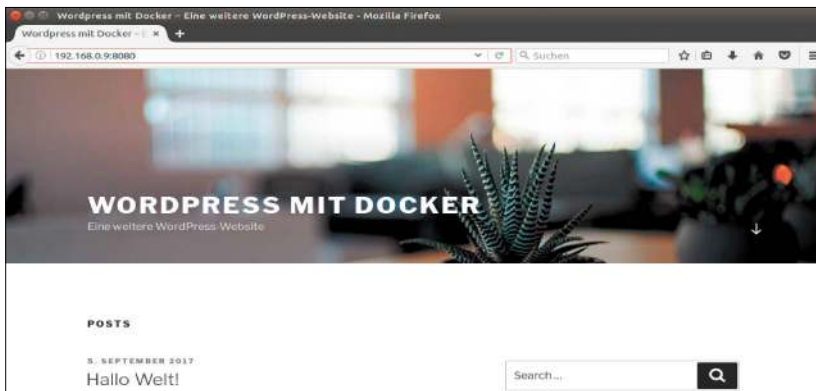 Wordpress mit Docker – Eine weitere WordPress-Website - Mozilla Firefox
Wordpress mit Docker –
192.168.0.9:8080
Suchen
WORDPRESS MIT DOCKER
Eine weitere WordPress-Website
POSTS
5. SEPTEMBER 2017
Hallo Welt!
Search …